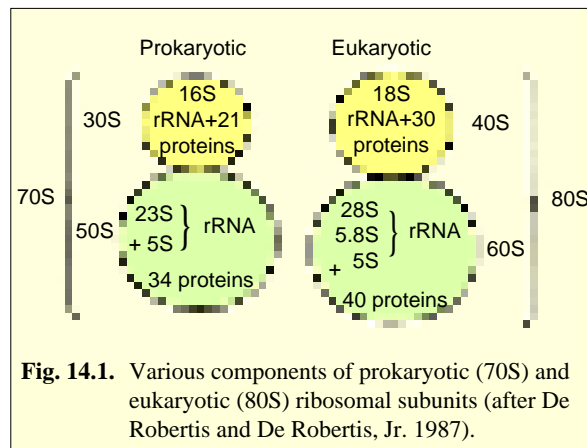 Prokaryotic
Eukaryotic
16S
rRNA+21
proteins
30S
18S
rRNA+30
proteins
40S
70S
50S
23S
+ 5S
} rRNA
34 proteins
28S
5.8S
+ 5S
} rRNA
40 proteins
60S
80S
Fig. 14.1. Various components of prokaryotic (70S) and
eukaryotic (80S) ribosomal subunits (after De
Robertis and De Robertis, Jr. 1987).